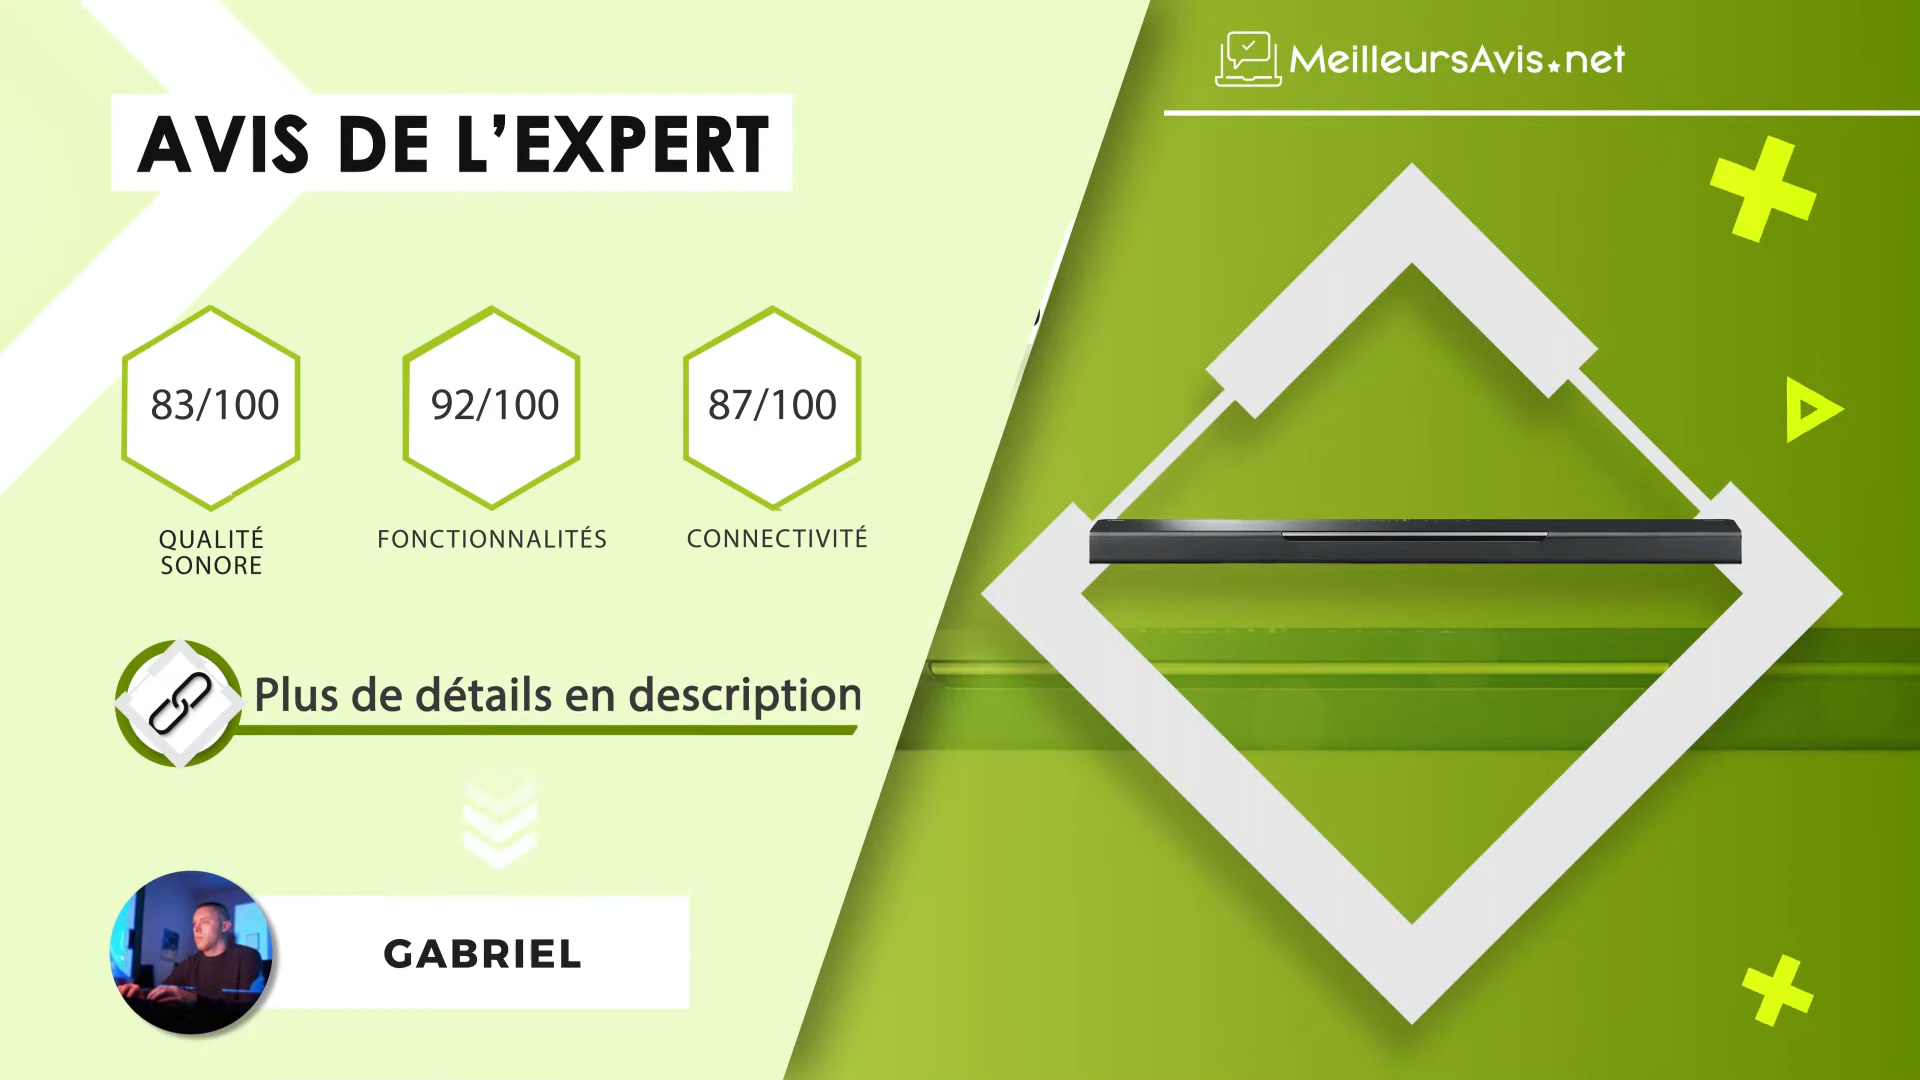 MeilleursAvis.net
AVIS DE L’EXPERT
83/100
92/100
87/100
QUALITÉ
SONORE
FONCTIONNALITÉS
CONNECTIVITÉ
Plus de détails en description
GABRIEL